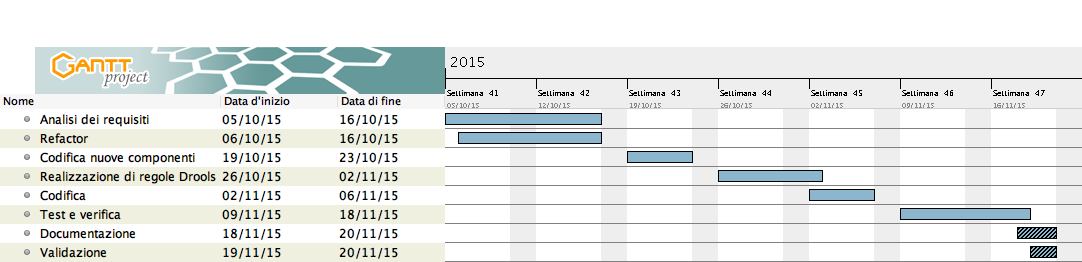 GANTT
project
2015
Settimana 41 Settimana 42 Settimana 43 Settimana 44 Settimana 45 Settimana 46 Settimana 47
Nome Data d'inizio Data di fine 05/10/15 12/10/15 19/10/15 26/10/15 02/11/15 09/11/15 16/11/15
Analisi dei requisiti 05/10/15 16/10/15
Refactor 06/10/15 16/10/15
Codifica nuove componenti 19/10/15 23/10/15
Realizzazione di regole Drools 26/10/15 02/11/15
Codifica 02/11/15 06/11/15
Test e verifica 09/11/15 18/11/15
Documentazione 18/11/15 20/11/15
Validazione 19/11/15 20/11/15